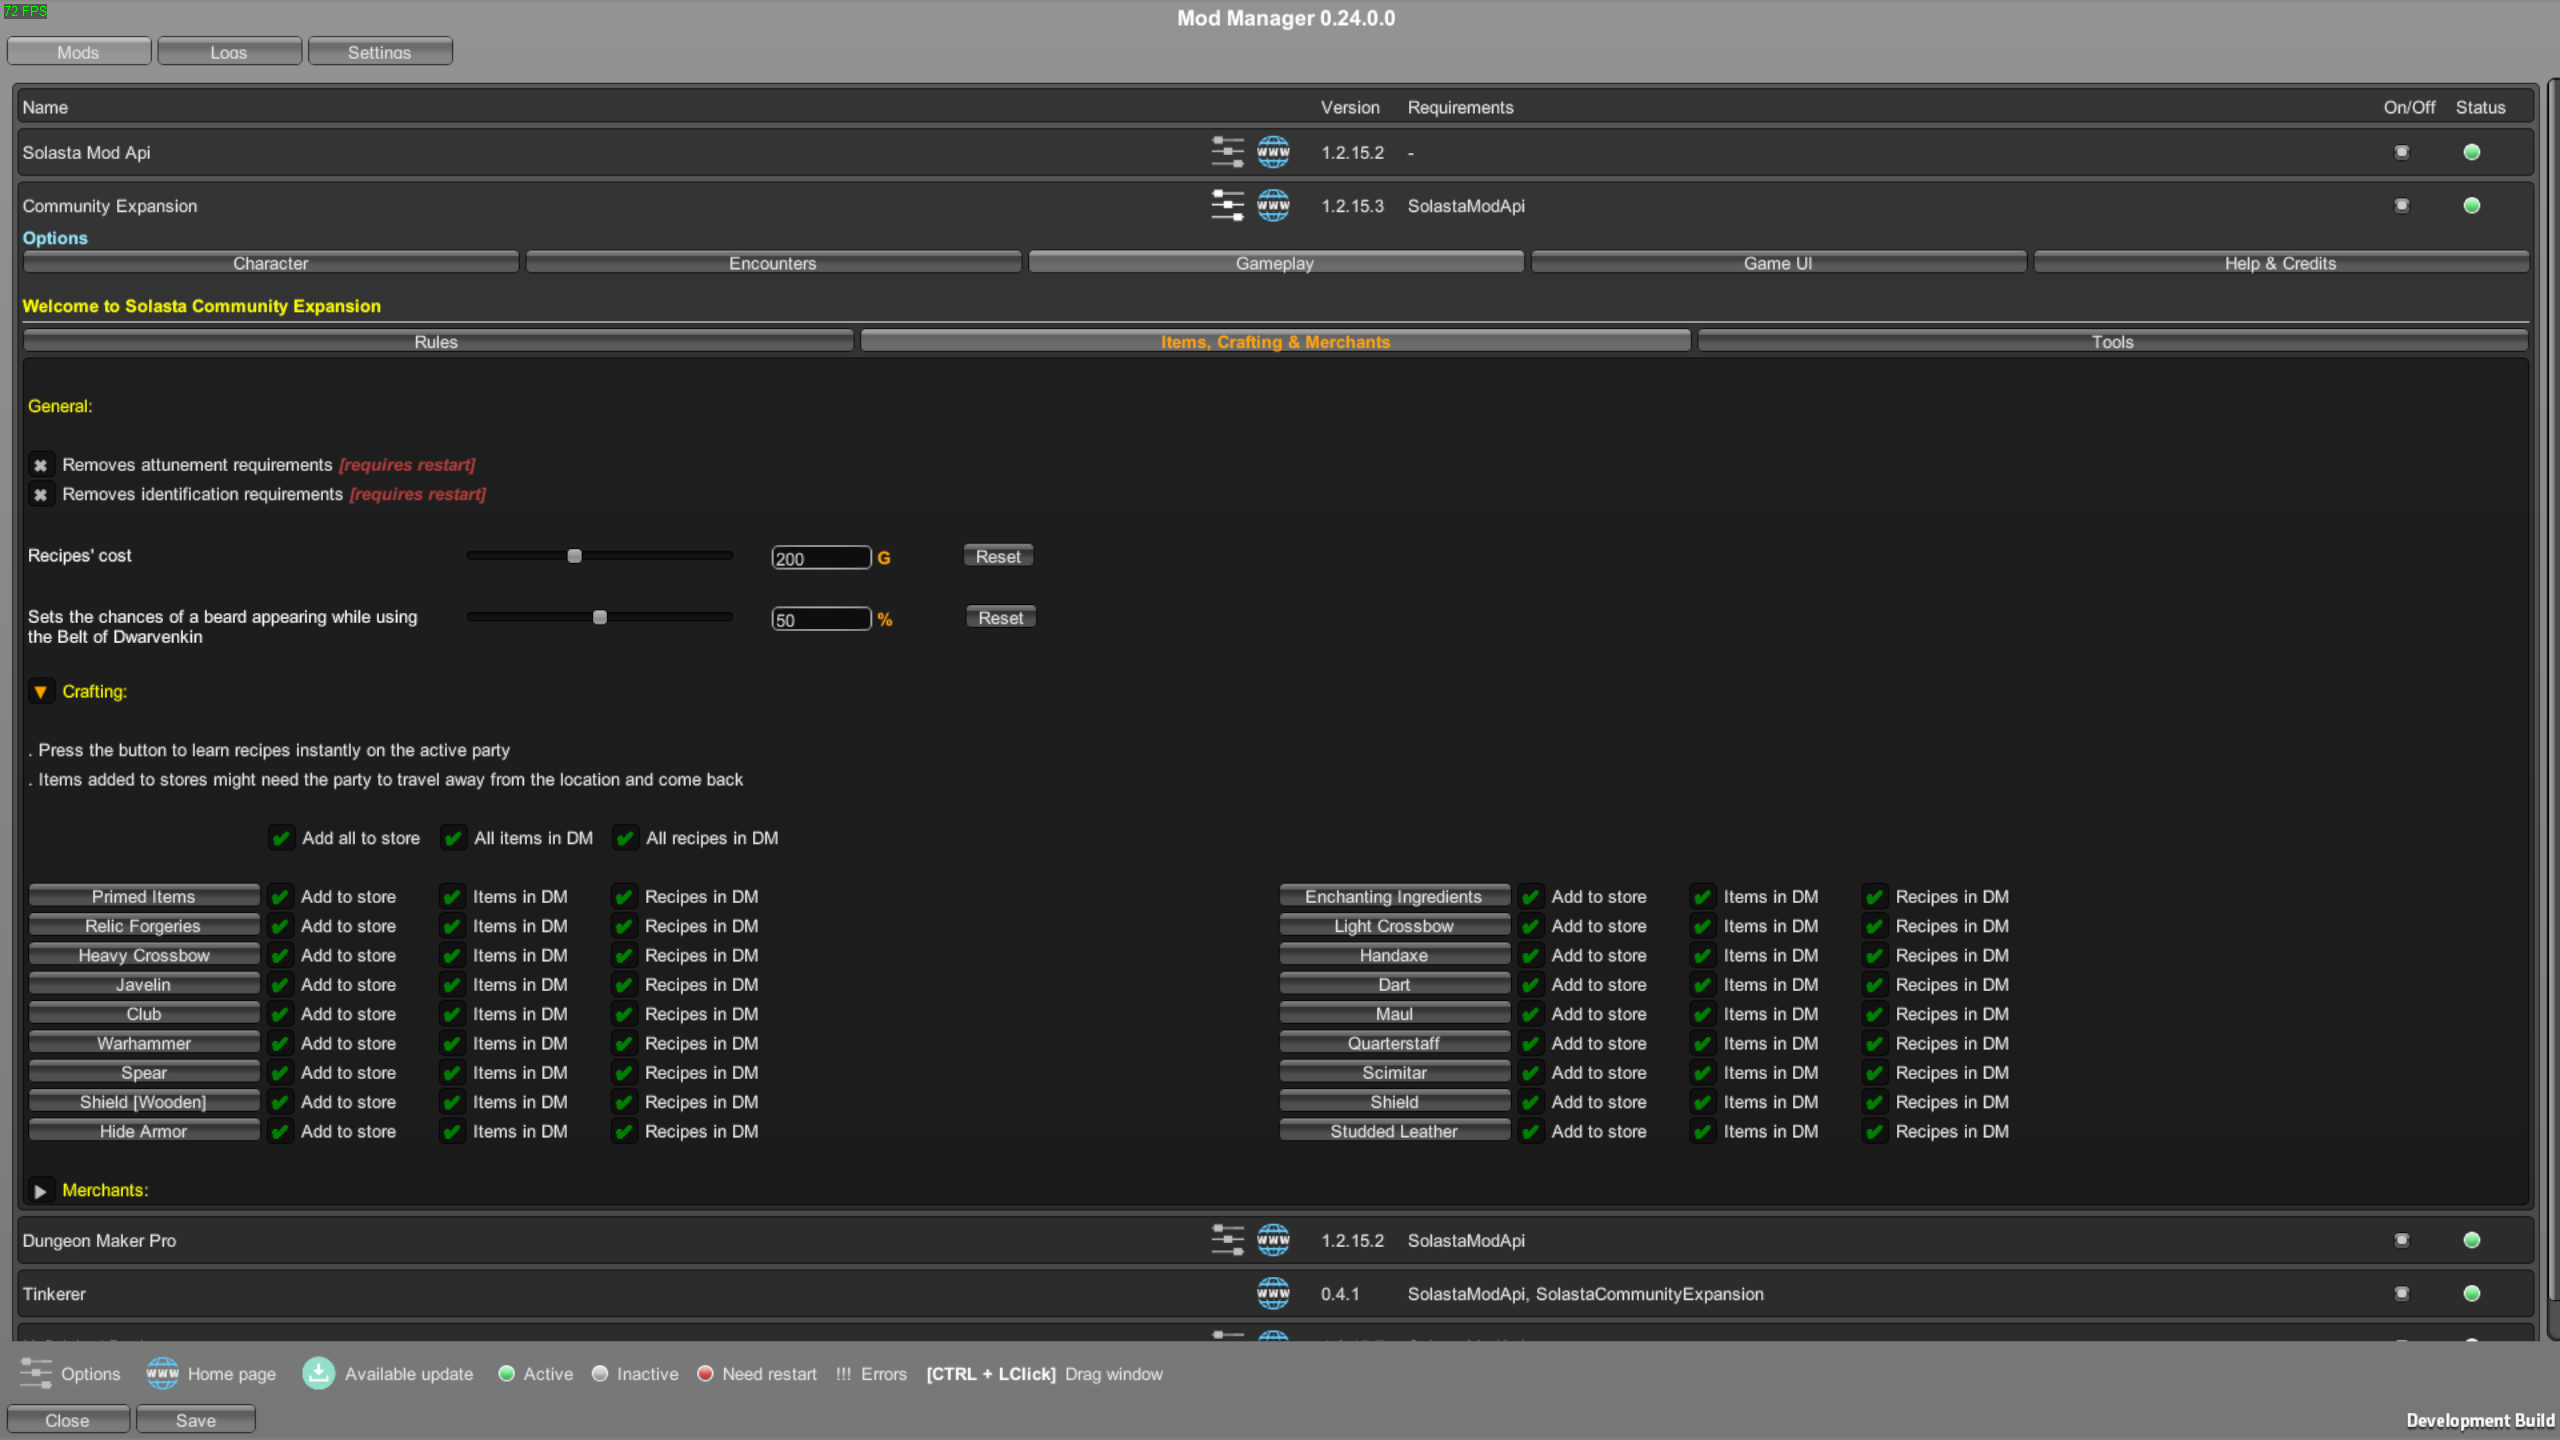 72 FPS
Mod Manager 0.24.0.0
Mods Logs Settings
Name Version Requirements On/Off Status
Solasta Mod Api WWW 1.2.15.2 -
Community Expansion WWW 1.2.15.3 SolastaModApi
Options
Character Encounters Gameplay Game UI Help & Credits
Welcome to Solasta Community Expansion
Rules Items, Crafting & Merchants Tools
General:
Removes attunement requirements [requires restart]
Removes identification requirements [requires restart]
Recipes' cost 200 G Reset
Sets the chances of a beard appearing while using
the Belt of Dwarvenkin 50 % Reset
Crafting:
. Press the button to learn recipes instantly on the active party
. Items added to stores might need the party to travel away from the location and come back
Add all to store All items in DM All recipes in DM
Primed Items Add to store Items in DM Recipes in DM Enchanting Ingredients Add to store Items in DM Recipes in DM
Relic Forgeries Add to store Items in DM Recipes in DM Light Crossbow Add to store Items in DM Recipes in DM
Heavy Crossbow Add to store Items in DM Recipes in DM Handaxe Add to store Items in DM Recipes in DM
Javelin Add to store Items in DM Recipes in DM Dart Add to store Items in DM Recipes in DM
Club Add to store Items in DM Recipes in DM Maul Add to store Items in DM Recipes in DM
Warhammer Add to store Items in DM Recipes in DM Quarterstaff Add to store Items in DM Recipes in DM
Spear Add to store Items in DM Recipes in DM Scimitar Add to store Items in DM Recipes in DM
Shield [Wooden] Add to store Items in DM Recipes in DM Shield Add to store Items in DM Recipes in DM
Hide Armor Add to store Items in DM Recipes in DM Studded Leather Add to store Items in DM Recipes in DM
Merchants:
Dungeon Maker Pro WWW 1.2.15.2 SolastaModApi
Tinkerer WWW 0.4.1 SolastaModApi, SolastaCommunityExpansion
Options WWW Home page Available update Active Inactive Need restart !!! Errors [CTRL + LClick] Drag window
Close Save Development Build